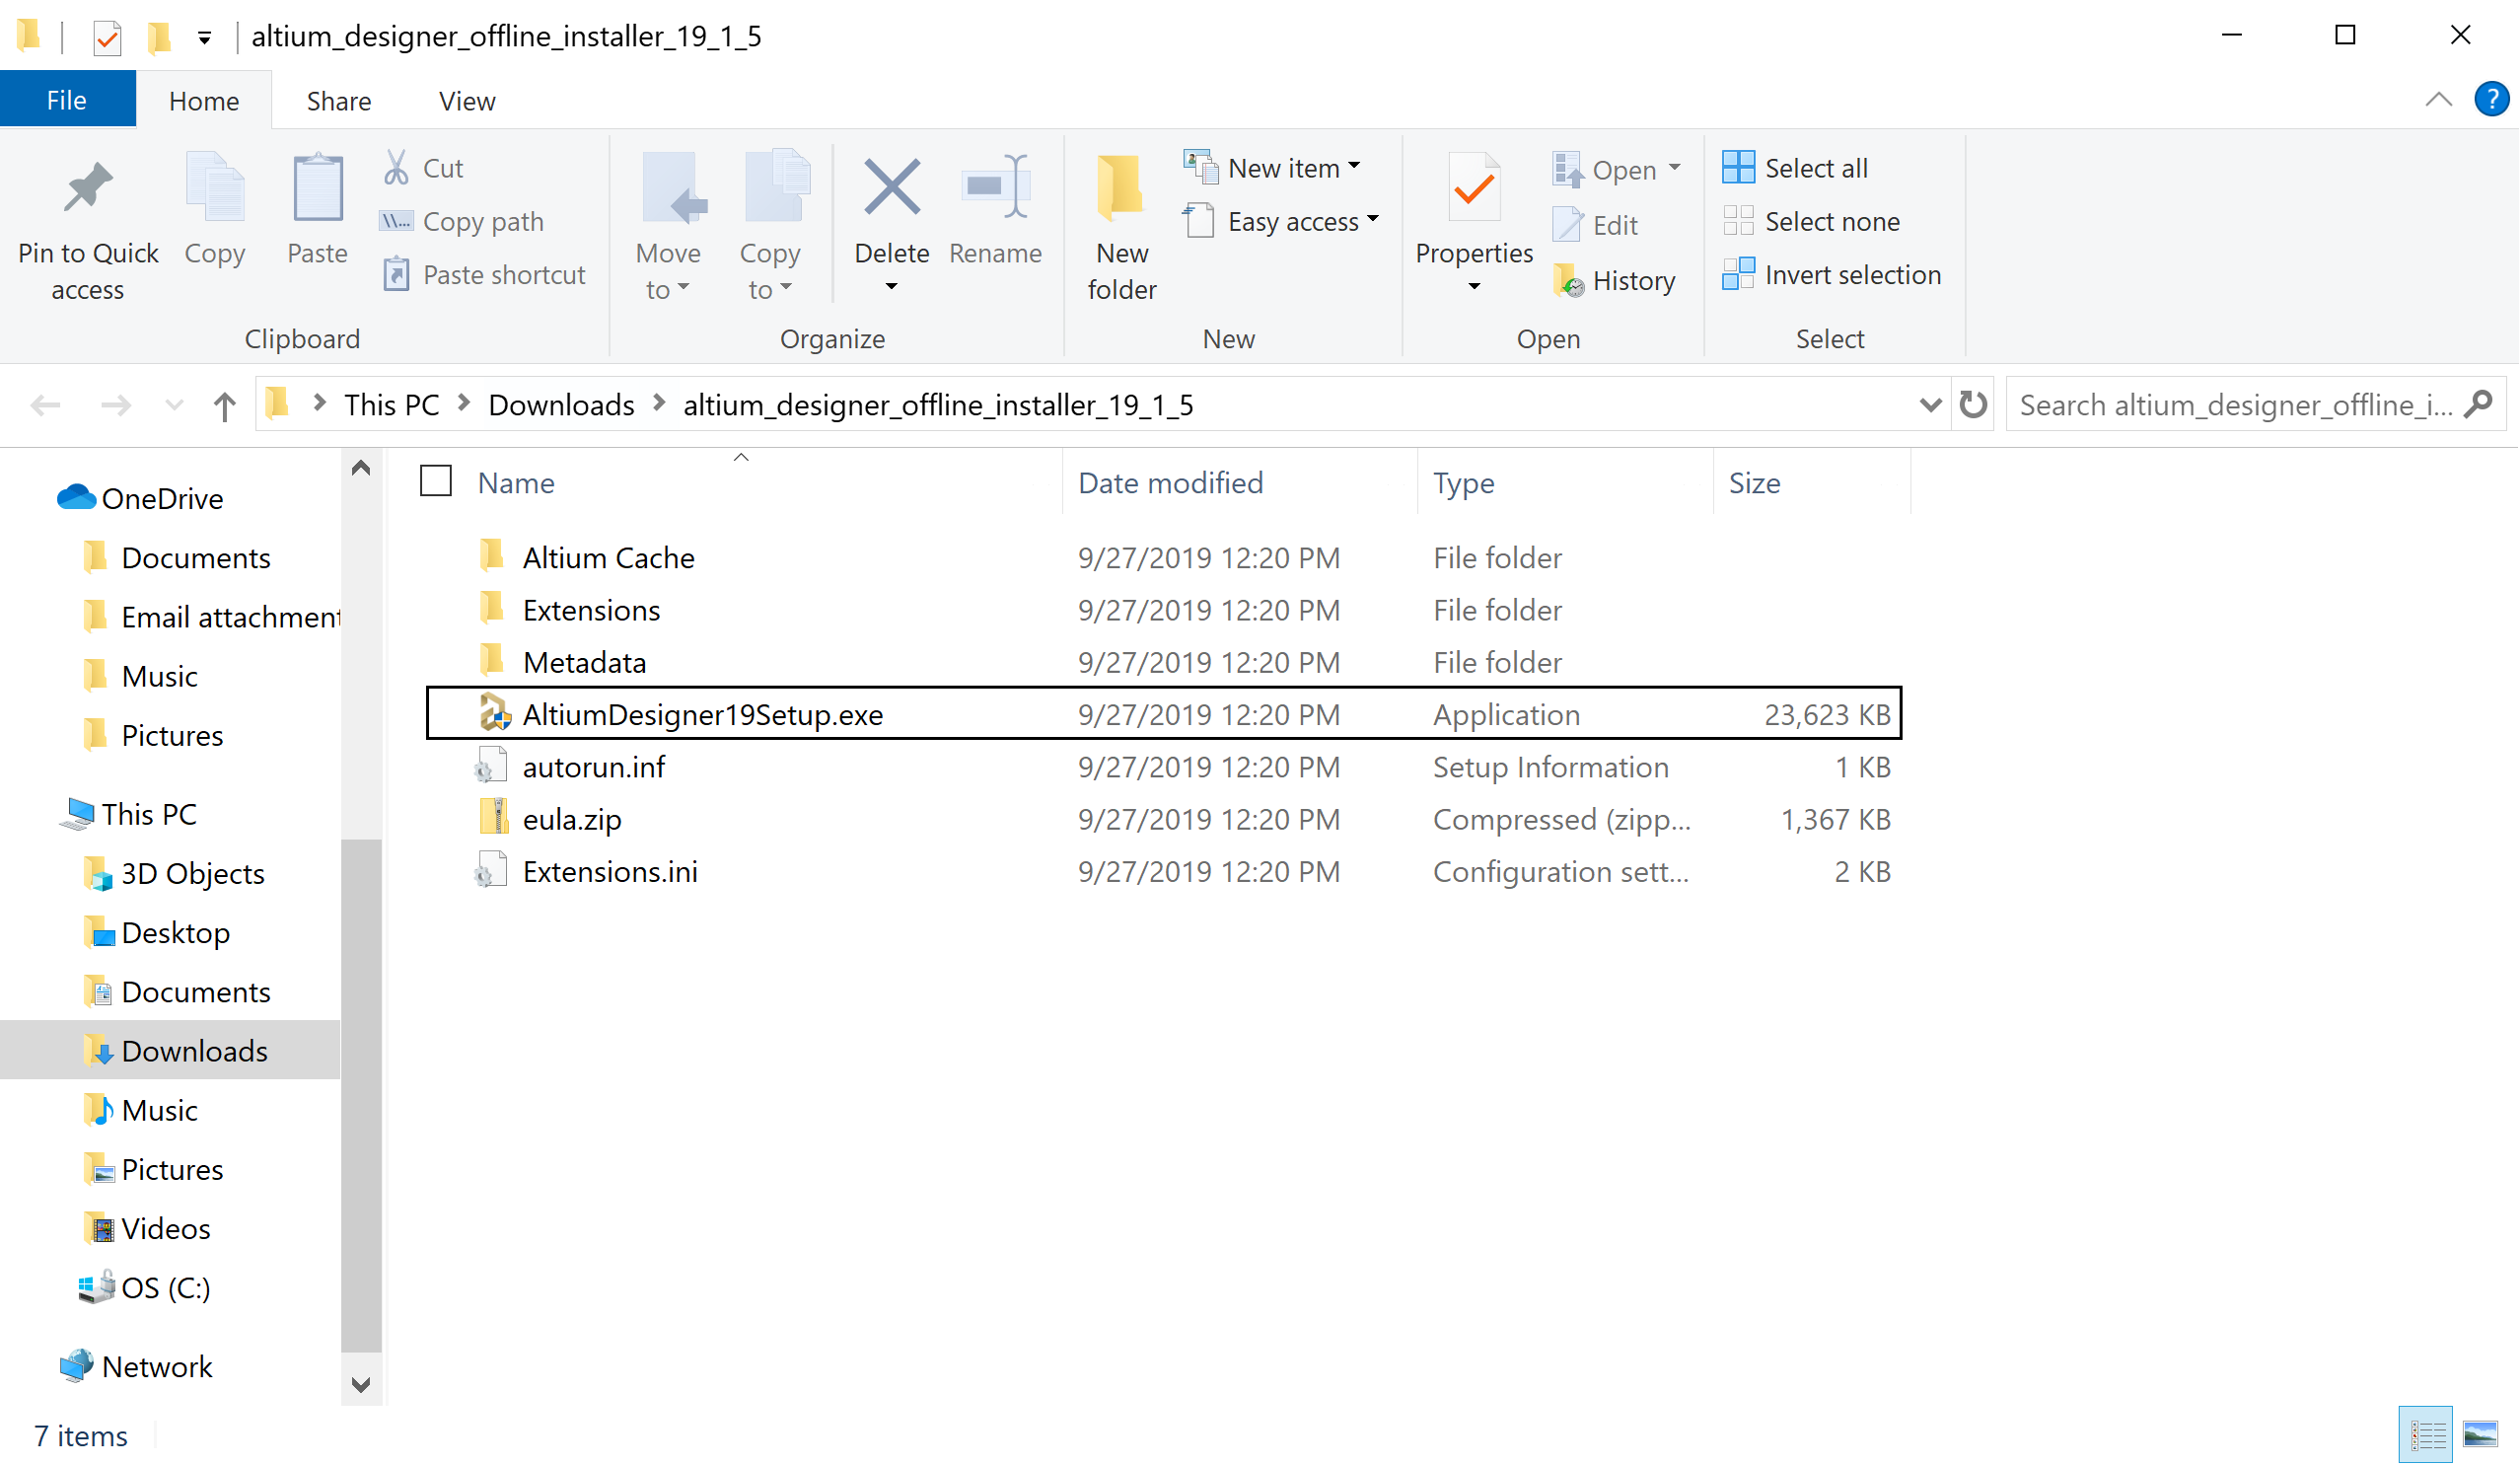 altium_designer_offline_installer_19_1_5
File Home Share View
?
Pin to Quick access
Copy
Paste
Cut
\\...
Copy path
Paste shortcut
Clipboard
Move to
Copy to
Delete
Rename
Organize
New folder
New item
Easy access
New
Properties
Open
Edit
History
Open
Select all
Select none
Invert selection
Select
This PC Downloads altium_designer_offline_installer_19_1_5
Search altium_designer_offline_i...
OneDrive
Documents
Email attachment
Music
Pictures
This PC
3D Objects
Desktop
Documents
Downloads
Music
Pictures
Videos
OS (C:)
Network
Name Date modified Type Size
Altium Cache 9/27/2019 12:20 PM File folder
Extensions 9/27/2019 12:20 PM File folder
Metadata 9/27/2019 12:20 PM File folder
AltiumDesigner19Setup.exe 9/27/2019 12:20 PM Application 23,623 KB
autorun.inf 9/27/2019 12:20 PM Setup Information 1 KB
eula.zip 9/27/2019 12:20 PM Compressed (zipp... 1,367 KB
Extensions.ini 9/27/2019 12:20 PM Configuration sett... 2 KB
7 items